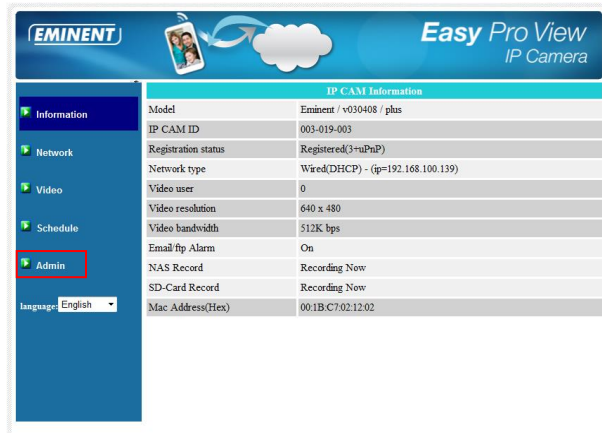 EMINENT
Easy Pro View
IP Camera
Information
Network
Video
Schedule
Admin
language: English
IP CAM Information
Model Eminent / v030408 / plus
IP CAM ID 003-019-003
Registration status Registered(3+uPnP)
Network type Wired(DHCP) - (ip=192.168.100.139)
Video user 0
Video resolution 640 x 480
Video bandwidth 512K bps
Email/ftp Alarm On
NAS Record Recording Now
SD-Card Record Recording Now
Mac Address(Hex) 00:1B:C7:02:12:02